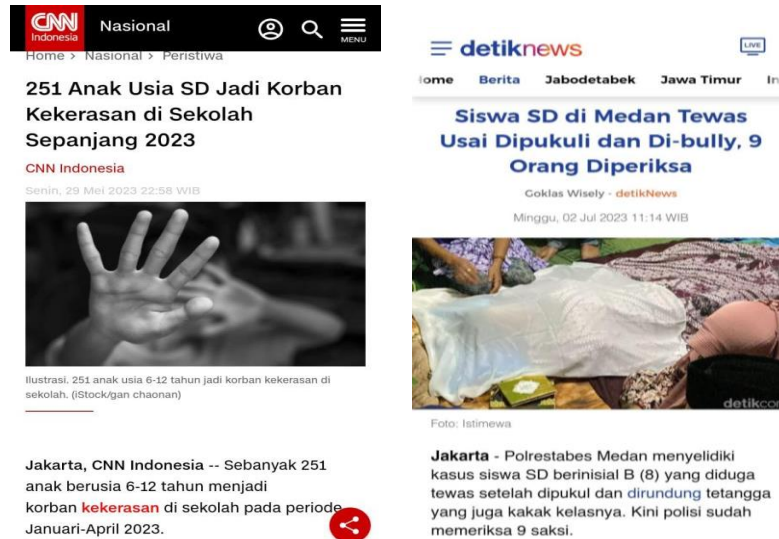 CNN
Indonesia
Nasional
MENU
Home > Nasional > Peristiwa
251 Anak Usia SD Jadi Korban
Kekerasan di Sekolah
Sepanjang 2023
CNN Indonesia
Senin, 29 Mei 2023 22:58 WIB
Ilustrasi. 251 anak usia 6-12 tahun jadi korban kekerasan di
sekolah. (iStock/gan chaonan)
Jakarta, CNN Indonesia -- Sebanyak 251
anak berusia 6-12 tahun menjadi
korban kekerasan di sekolah pada periode
Januari-April 2023.
detiknews
LIVE
ome Berita Jabodetabek Jawa Timur In
Siswa SD di Medan Tewas
Usai Dipukuli dan Di-bully, 9
Orang Diperiksa
Goklas Wisely - detikNews
Minggu, 02 Jul 2023 11:14 WIB
detikcom
Foto: Istimewa
Jakarta - Polrestabes Medan menyelidiki
kasus siswa SD berinisial B (8) yang diduga
tewas setelah dipukul dan dirundung tetangga
yang juga kakak kelasnya. Kini polisi sudah
memeriksa 9 saksi.